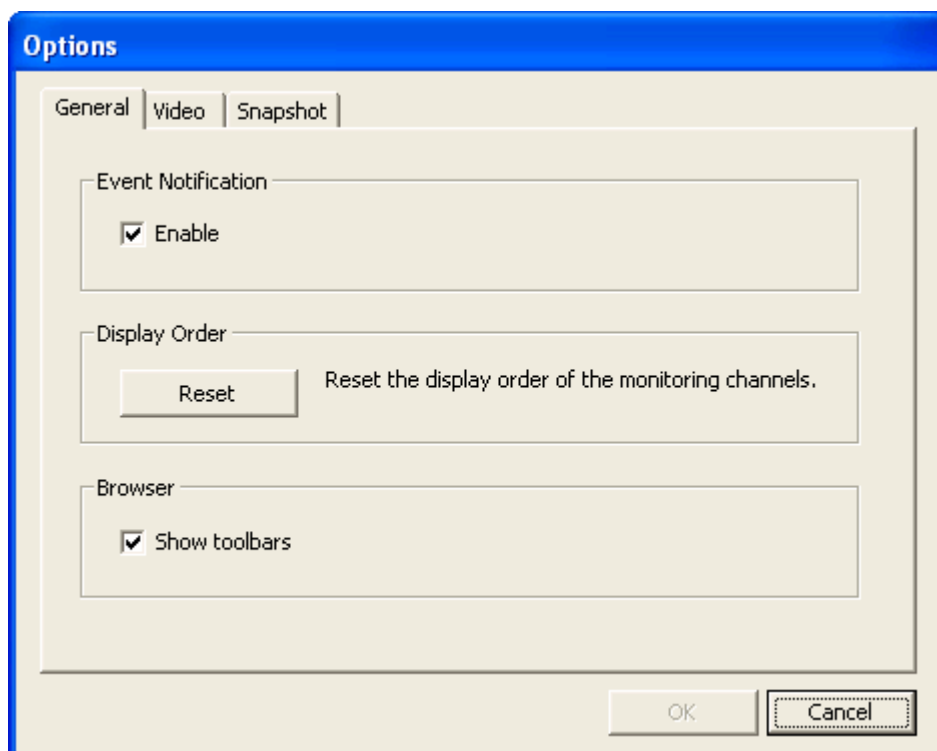 Options
General Video Snapshot
Event Notification
Enable
Display Order
Reset Reset the display order of the monitoring channels.
Browser
Show toolbars
OK Cancel